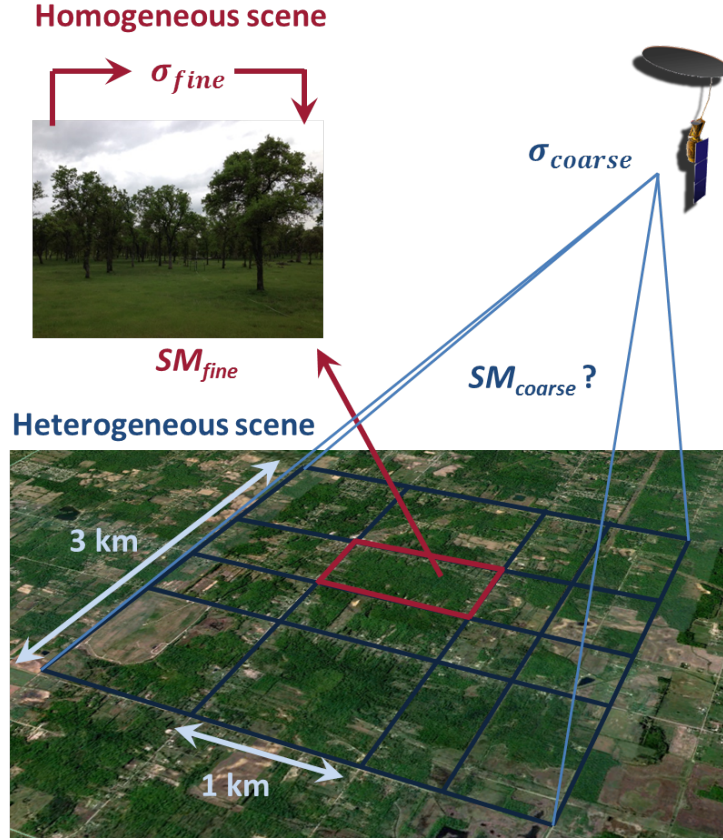 Homogeneous scene
σfine
σcoarse
SMfine
SMcoarse ?
Heterogeneous scene
3 km
1 km